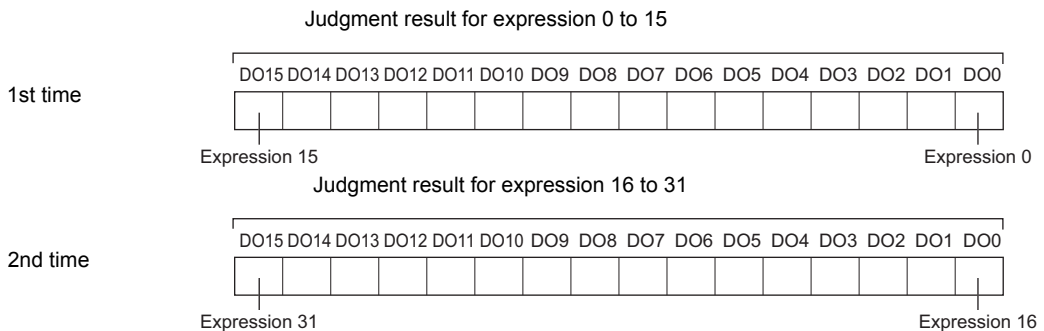 Judgment result for expression 0 to 15
DO15 DO14 DO13 DO12 DO11 DO10 DO9 DO8 DO7 DO6 DO5 DO4 DO3 DO2 DO1 DO0
1st time
Expression 15 Expression 0
Judgment result for expression 16 to 31
DO15 DO14 DO13 DO12 DO11 DO10 DO9 DO8 DO7 DO6 DO5 DO4 DO3 DO2 DO1 DO0
2nd time
Expression 31 Expression 16